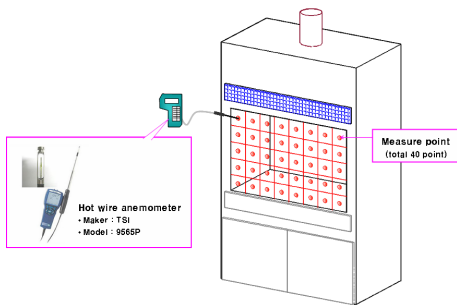 Measure point
(total 40 point)
Hot wire anemometer
• Maker : TSI
• Model : 9565P